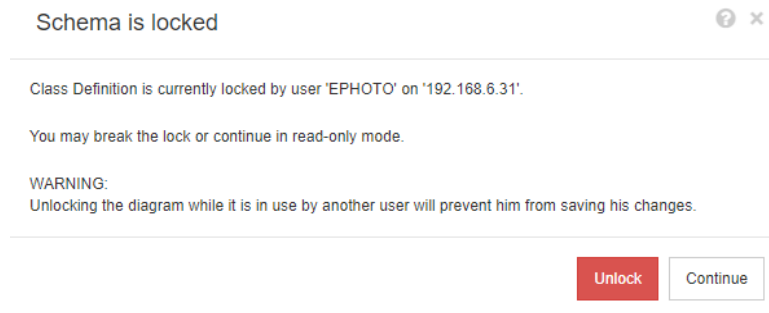 Schema is locked
Class Definition is currently locked by user 'EPHOTO' on '192.168.6.31'.
You may break the lock or continue in read-only mode.
WARNING:
Unlocking the diagram while it is in use by another user will prevent him from saving his changes.
Unlock
Continue